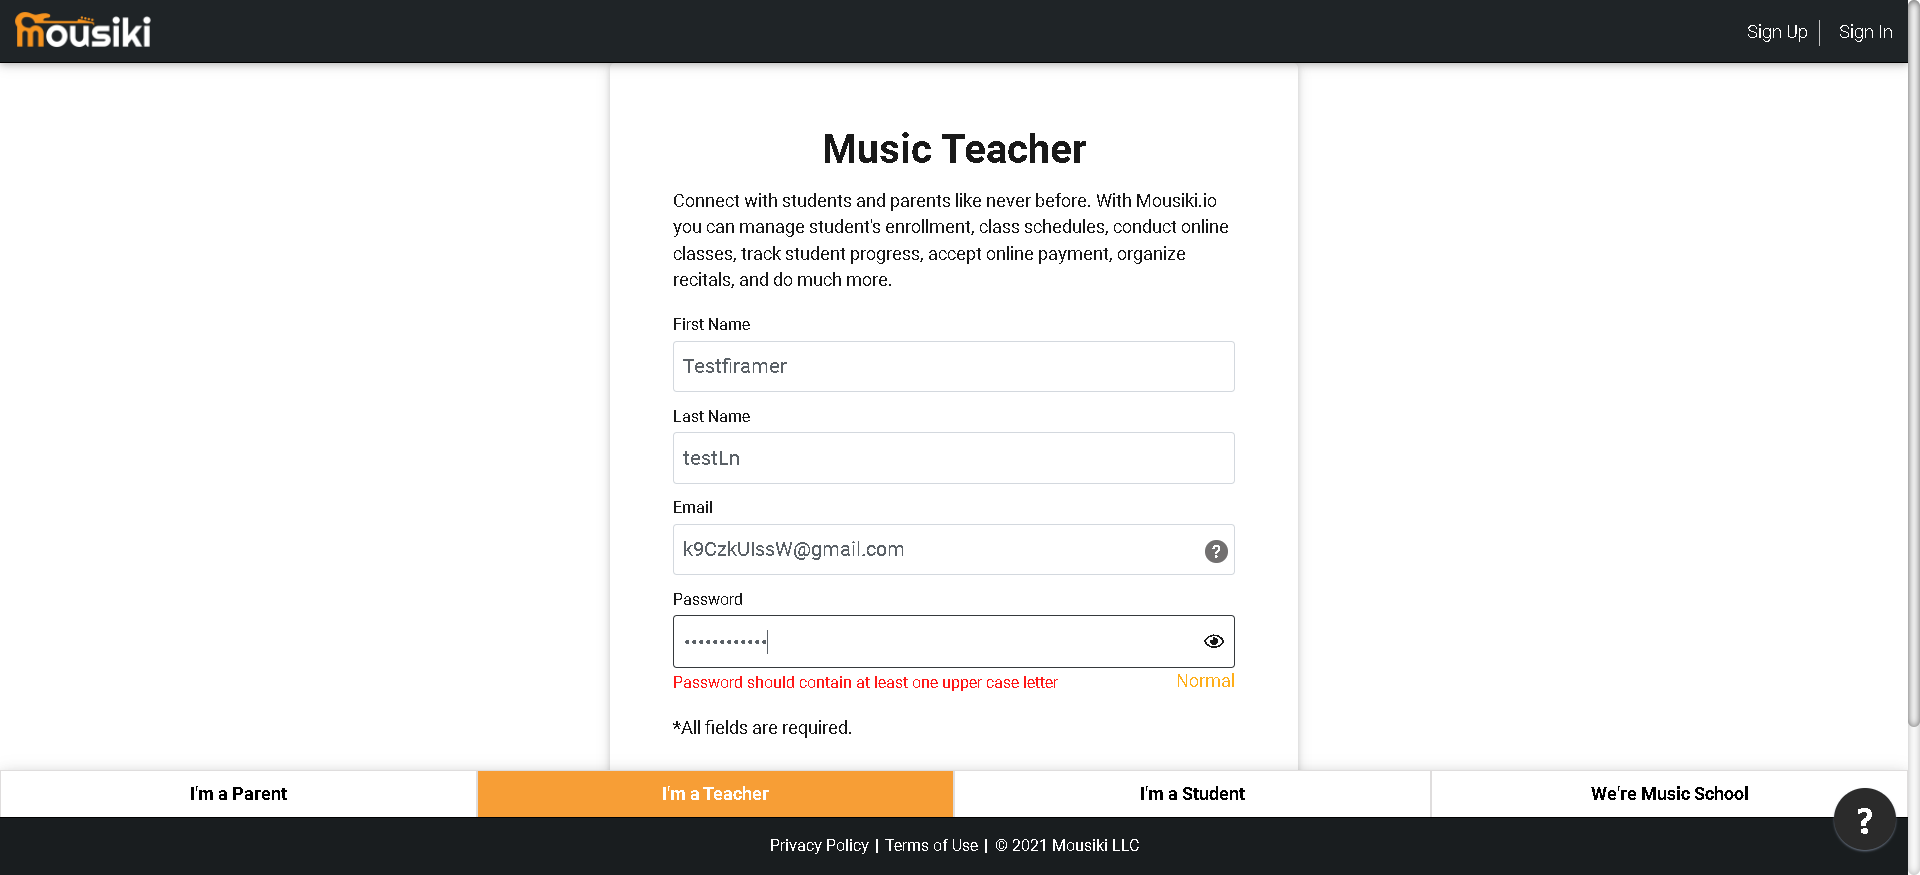 mousiki
Sign Up
Sign In
Music Teacher
Connect with students and parents like never before. With Mousiki.io
you can manage student's enrollment, class schedules, conduct online
classes, track student progress, accept online payment, organize
recitals, and do much more.
First Name
Testfiramer
Last Name
testLn
Email
k9CzkUIssW@gmail.com
?
Password
••••••••••••
Password should contain at least one upper case letter
Normal
*All fields are required.
I'm a Parent
I'm a Teacher
I'm a Student
We're Music School
?
Privacy Policy | Terms of Use | © 2021 Mousiki LLC